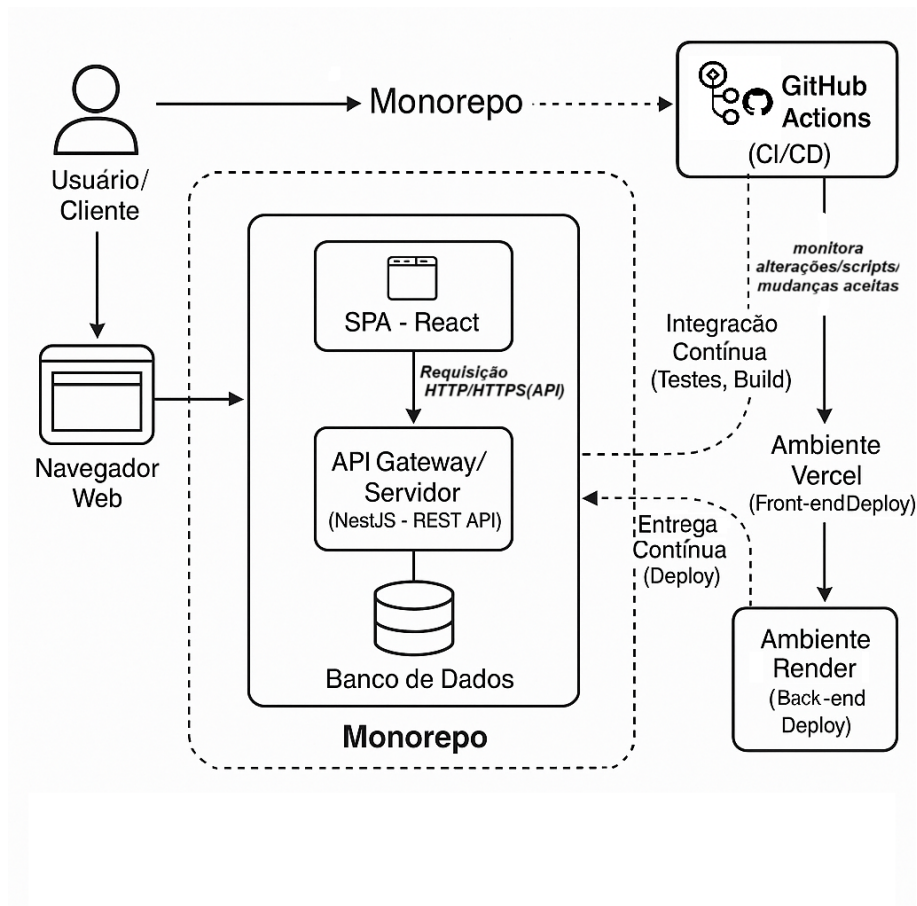 Monorepo
GitHub
Actions
(CI/CD)
Usuário/
Cliente
monitora
alterações/scripts/
mudanças aceitas
SPA - React
Integracão
Contínua
(Testes, Build)
Requisição
HTTP/HTTPS(API)
Navegador
Web
API Gateway/
Servidor
(NestJS - REST API)
Ambiente
Vercel
(Front-endDeploy)
Entrega
Contínua
(Deploy)
Banco de Dados
Ambiente
Render
(Back-end
Deploy)
Monorepo